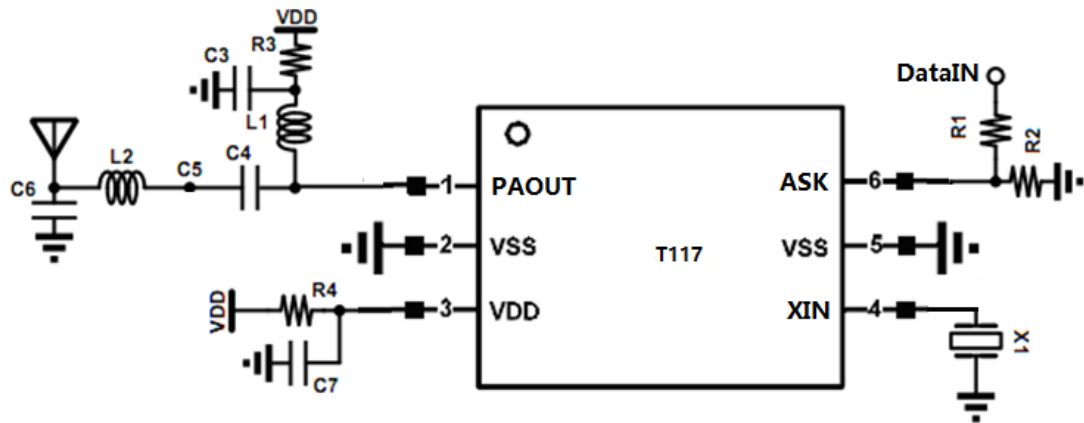 VDD
R3
C3
L1
L2
C5
C4
C6
DataIN
R1
R2
1
PAOUT
ASK
6
2
VSS
T117
VSS
5
VDD
R4
3
VDD
XIN
4
C7
X1